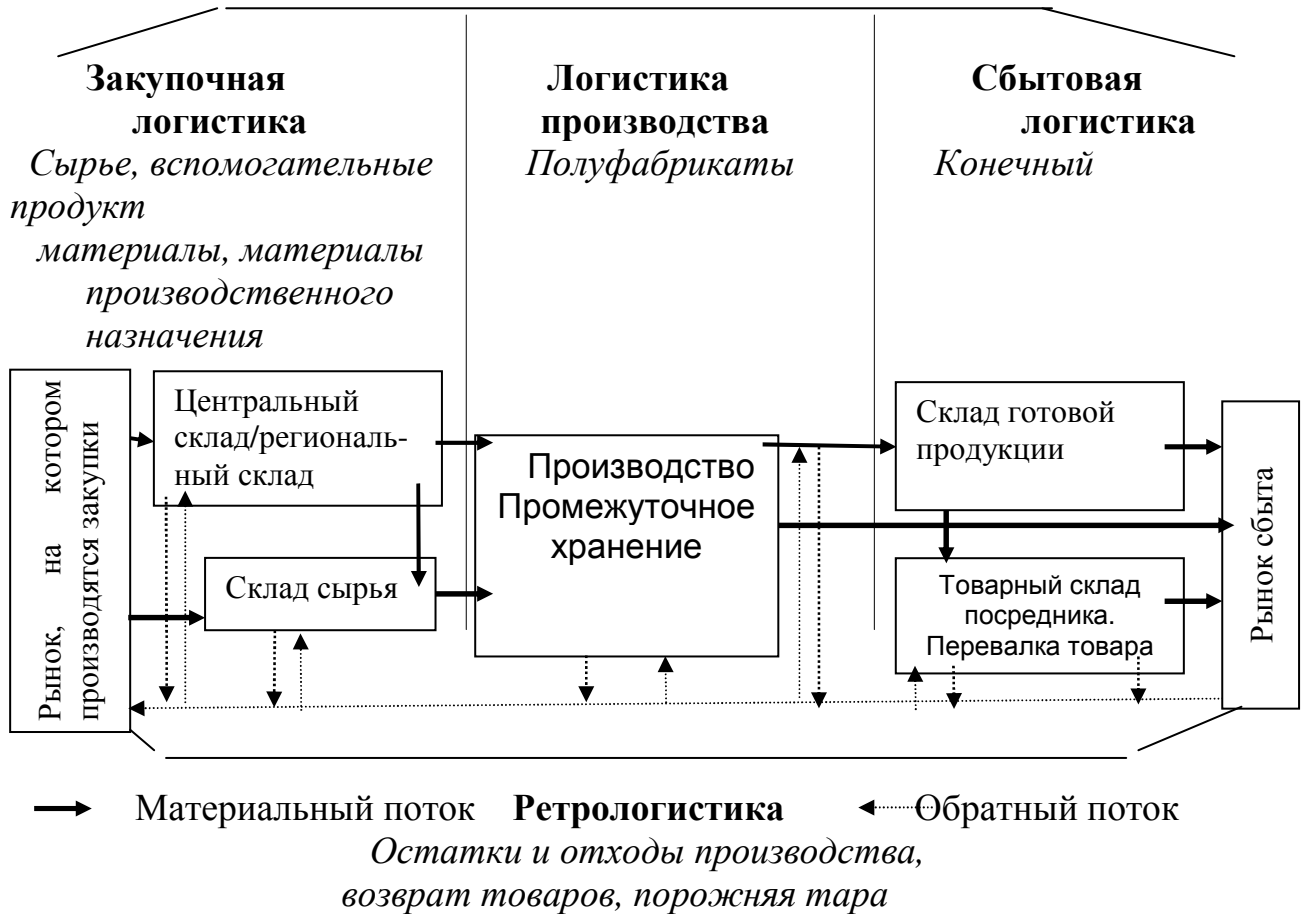 Закупочная
логистика
Сырье, вспомогательные
продукт
материалы, материалы
производственного
назначения
Логистика
производства
Полуфабрикаты
Сбытовая
логистика
Конечный
Рынок, на котором
производятся закупки
Центральный
склад/региональ-
ный склад
Склад сырья
Производство
Промежуточное
хранение
Склад готовой
продукции
Товарный склад
посредника.
Перевалка товара
Рынок сбыта
Материальный поток
Ретрологистика
Обратный поток
Остатки и отходы производства,
возврат товаров, порожняя тара